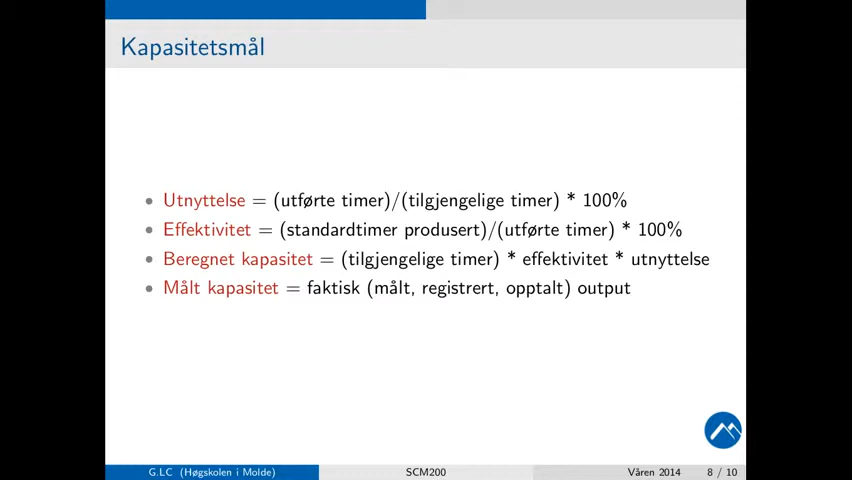 Kapasitetsmål
• Utnyttelse = (utførte timer)/(tilgjengelige timer) * 100%
• Effektivitet = (standardtimer produsert)/(utførte timer) * 100%
• Beregnet kapasitet = (tilgjengelige timer) * effektivitet * utnyttelse
• Målt kapasitet = faktisk (målt, registrert, opptalt) output
G.LC (Høgskolen i Molde) SCM200 Våren 2014 8 / 10